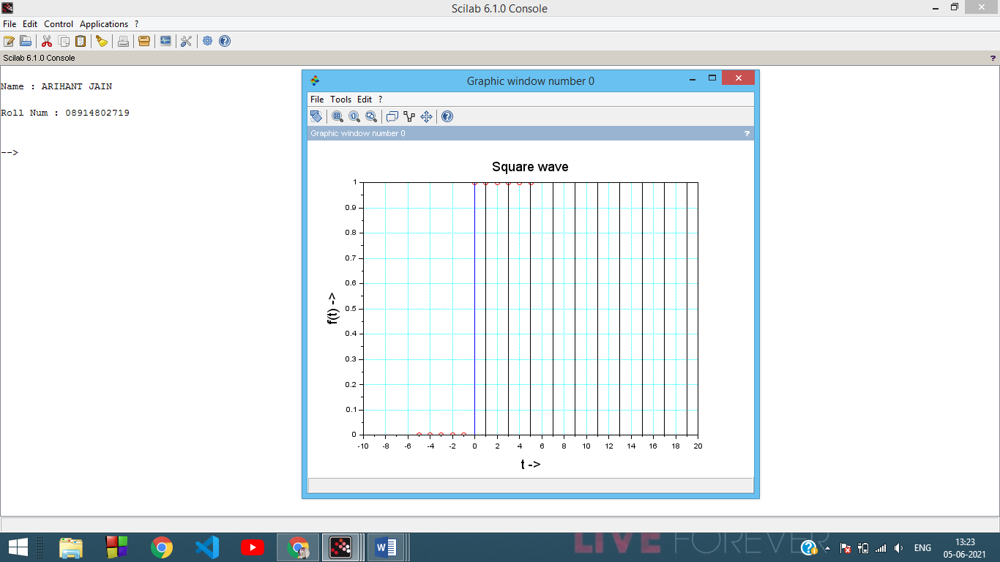 Scilab 6.1.0 Console
File Edit Control Applications ?
Scilab 6.1.0 Console ?
Name : ARIHANT JAIN
Roll Num : 08914802719
-->
Graphic window number 0
File Tools Edit ?
Graphic window number 0 ?
Square wave
1
0.9
0.8
0.7
0.6
0.5
0.4
0.3
0.2
0.1
0
f(t) ->
-10 -8 -6 -4 -2 0 2 4 6 8 10 12 14 16 18 20
t ->
LIVE FOREVER
ENG
13:23
05-06-2021